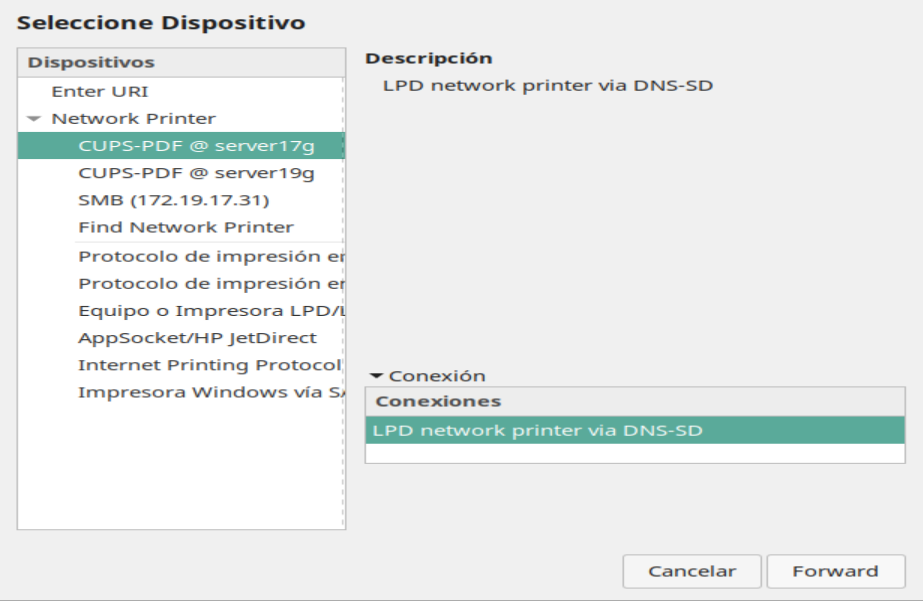 Seleccione Dispositivo
Dispositivos
Enter URI
Network Printer
CUPS-PDF @ server17g
CUPS-PDF @ server19g
SMB (172.19.17.31)
Find Network Printer
Protocolo de impresión
Protocolo de impresión
Equipo o Impresora LPD/
AppSocket/HP JetDirect
Internet Printing Protocol
Impresora Windows vía
Descripción
LPD network printer via DNS-SD
Conexión
Conexiones
LPD network printer via DNS-SD
Cancelar
Forward